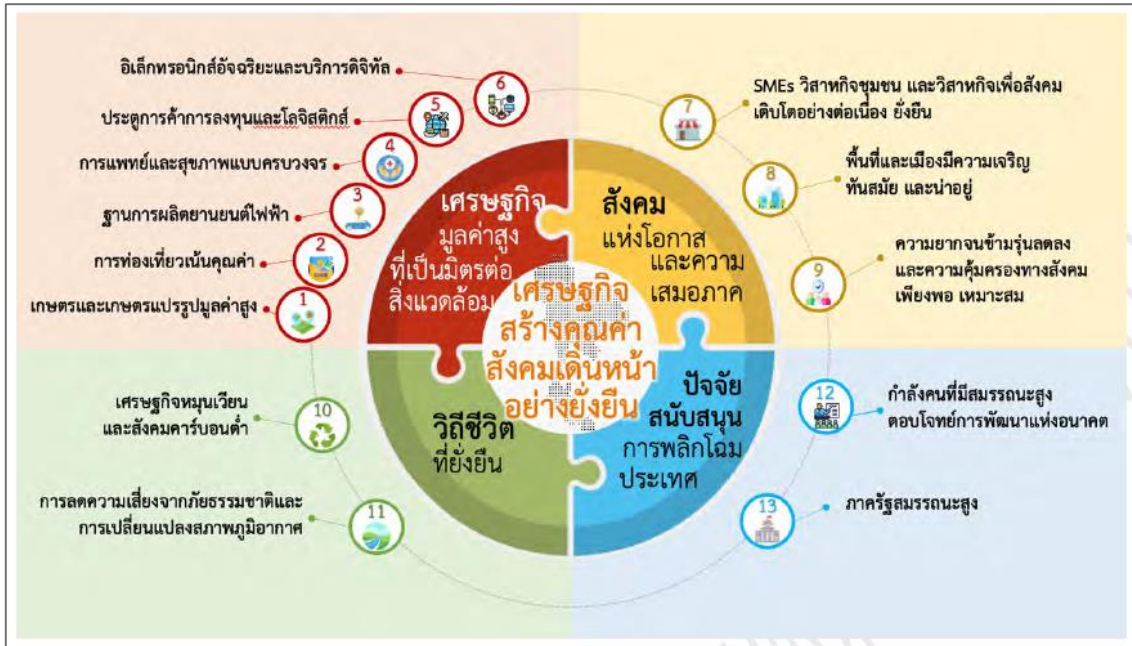 อิเล็กทรอนิกส์อัจฉริยะและบริการดิจิทัล
6
ประตูการค้าการลงทุนและโลจิสติกส์
5
การแพทย์และสุขภาพแบบครบวงจร
4
ฐานการผลิตยานยนต์ไฟฟ้า
3
การท่องเที่ยวเน้นคุณค่า
2
เกษตรและเกษตรแปรรูปมูลค่าสูง
1
เศรษฐกิจ
มูลค่าสูง
ที่เป็นมิตรต่อ
สิ่งแวดล้อม
7
SMEs วิสาหกิจชุมชน และวิสาหกิจเพื่อสังคม
เติบโตอย่างต่อเนื่อง ยั่งยืน
8
พื้นที่และเมืองมีความเจริญ
ทันสมัย และน่าอยู่
9
ความยากจนข้ามรุ่นลดลง
และความคุ้มครองทางสังคม
เพียงพอ เหมาะสม
สังคม
แห่งโอกาส
และความ
เสมอภาค
เศรษฐกิจ
สร้างคุณค่า
สังคมเดินหน้า
อย่างยั่งยืน
เศรษฐกิจหมุนเวียน
และสังคมคาร์บอนต่ำ
10
การลดความเสี่ยงจากภัยธรรมชาติและ
การเปลี่ยนแปลงสภาพภูมิอากาศ
11
วิถีชีวิต
ที่ยั่งยืน
ปัจจัย
สนับสนุน
การพลิกโฉม
ประเทศ
12
กำลังคนที่มีสมรรถนะสูง
ตอบโจทย์การพัฒนาแห่งอนาคต
13
ภาครัฐสมรรถนะสูง